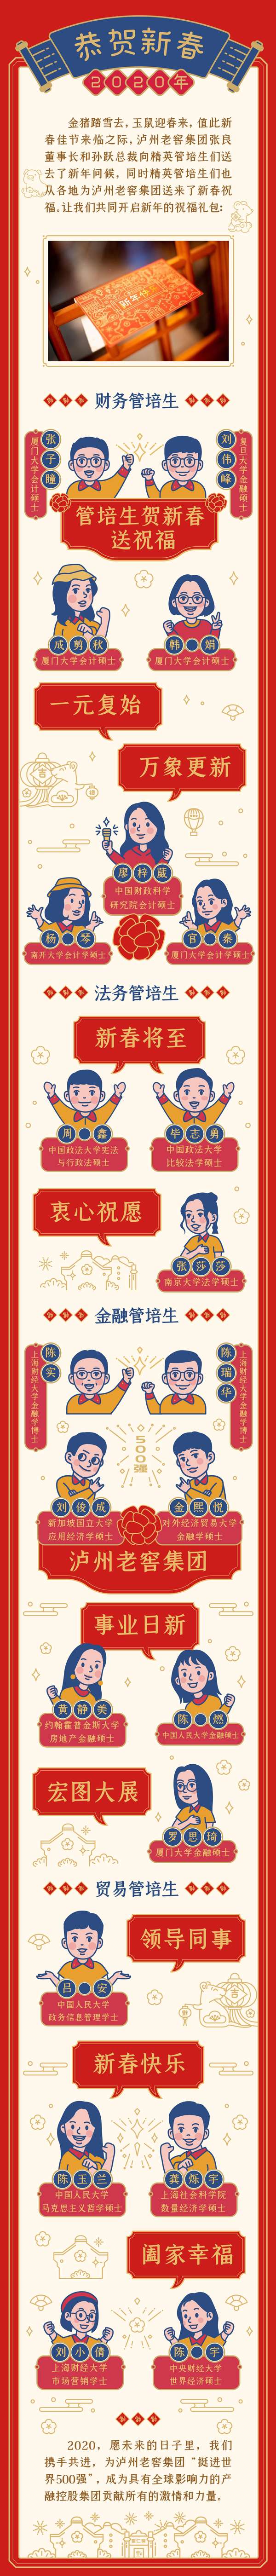 恭贺新春
2020年
金猪踏雪去,玉鼠迎春来,值此新
春佳节来临之际,泸州老窖集团张良
董事长和孙跃总裁向精英管培生们送
去了新年问候,同时精英管培生们也
从各地为泸州老窖集团送来了新春祝
福。让我们共同开启新年的祝福礼包:
新年
财务管培生
张子瞳
厦门大学会计硕士
刘伟峰
复旦大学金融硕士
管培生贺新春
送祝福
成勇秋
厦门大学会计硕士
韩 娟
厦门大学会计硕士
一元复始
万象更新
廖梓葳
中国财政科学
研究院会计硕士
杨 琴
南开大学会计学硕士
官 秦
厦门大学会计学硕士
法务管培生
新春将至
周 鑫
中国政法大学宪法
与行政法硕士
毕志勇
中国政法大学
比较法学硕士
衷心祝愿
张莎莎
南京大学法学硕士
金融管培生
陈实
上海财经大学金融学博士
陈瑞华
上海财经大学金融学博士
500强
刘俊成
新加坡国立大学
应用经济学硕士
金熙悦
对外经济贸易大学
金融学硕士
泸州老窖集团
事业日新
黄静美
约翰霍普金斯大学
房地产金融硕士
陈 燃
中国人民大学金融硕士
宏图大展
罗思琦
厦门大学金融硕士
贸易管培生
吕 安
中国人民大学
政务信息管理学士
领导同事
新春快乐
陈玉兰
中国人民大学
马克思主义哲学硕士
龚烁宇
上海社会科学院
数量经济学硕士
阖家幸福
刘小倩
上海财经大学
市场营销学士
陈 宇
中央财经大学
世界经济硕士
2020,愿未来的日子里,我们
携手共进,为泸州老窖集团“挺进世
界500强”,成为具有全球影响力的产
融控股集团贡献所有的激情和力量。